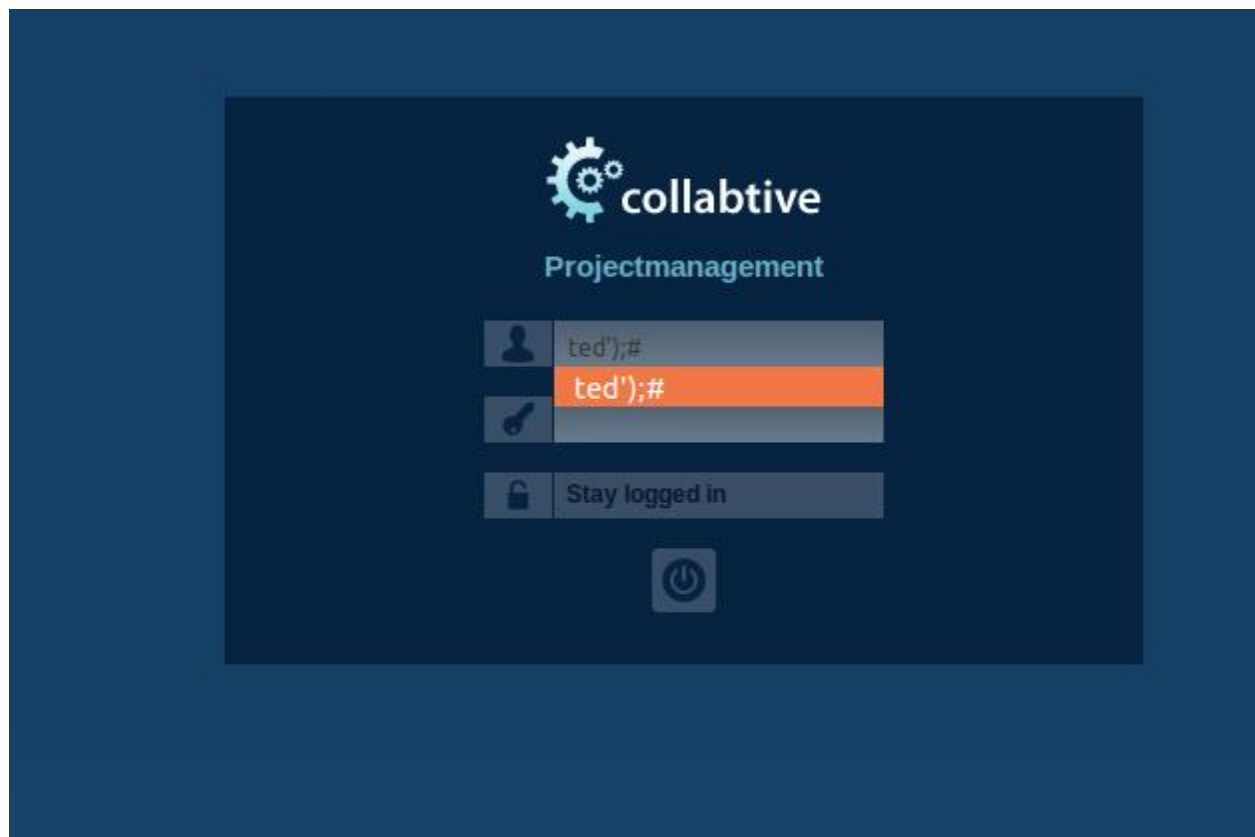 collabtive
Projectmanagement
ted');#
ted');#
Stay logged in